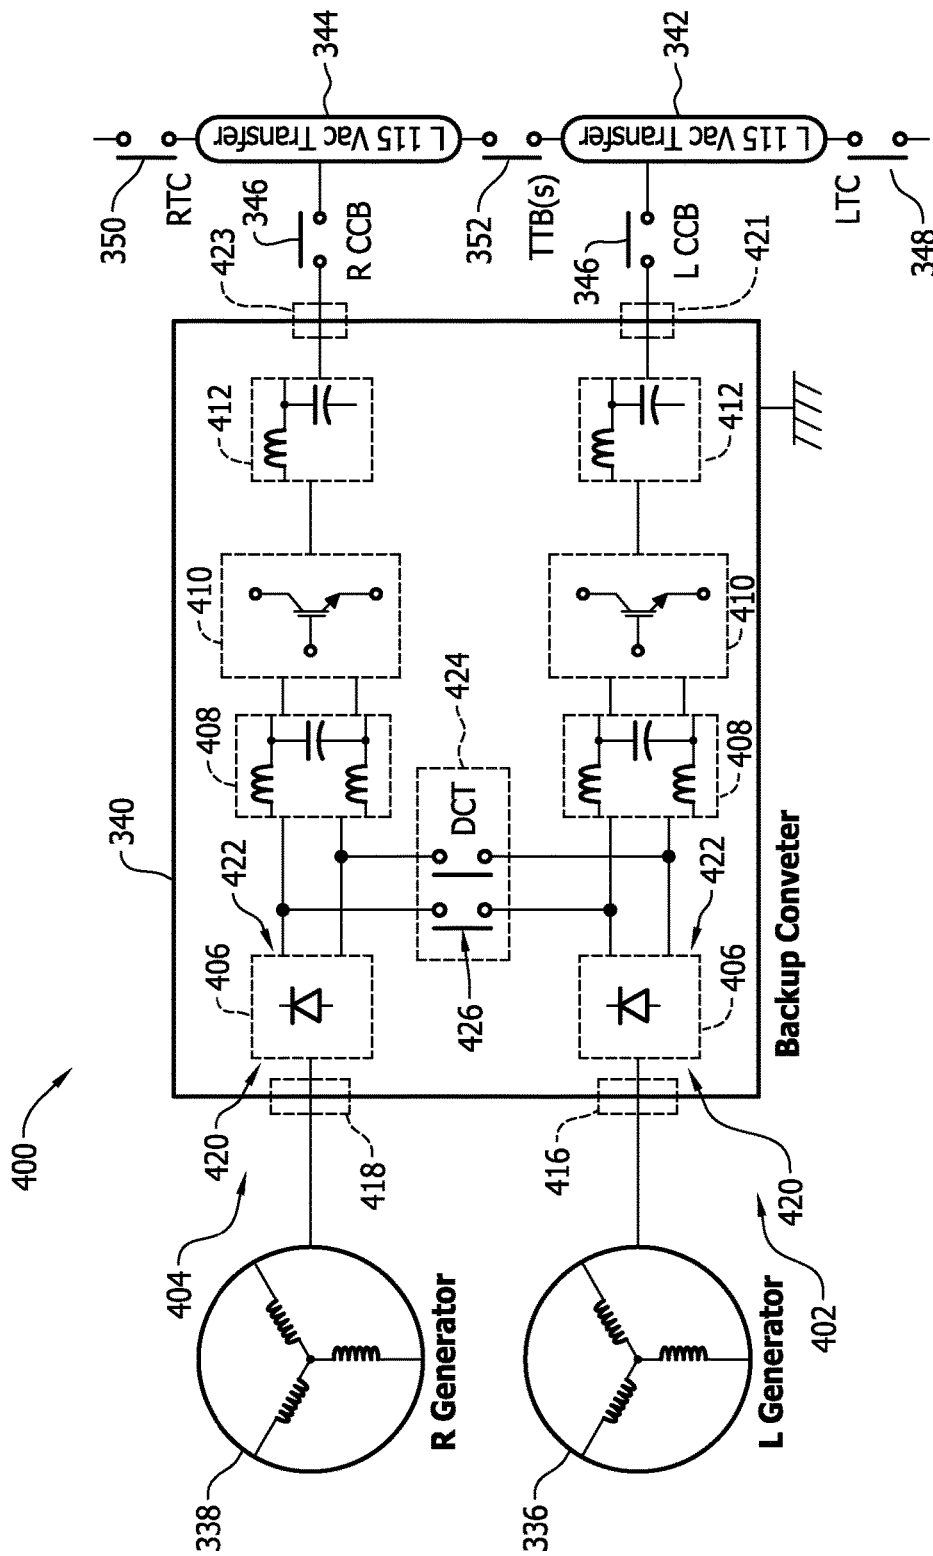 400
340
350
RTC
404
338
420
406
422
408
410
412
423
346
R CCB
344
L 115 Vac Transfer
418
R Generator
426
DCT
424
352
TTB(s)
336
416
346
L CCB
342
L 115 Vac Transfer
L Generator
402
420
406
422
408
410
412
421
LTC
348
Backup Conveter